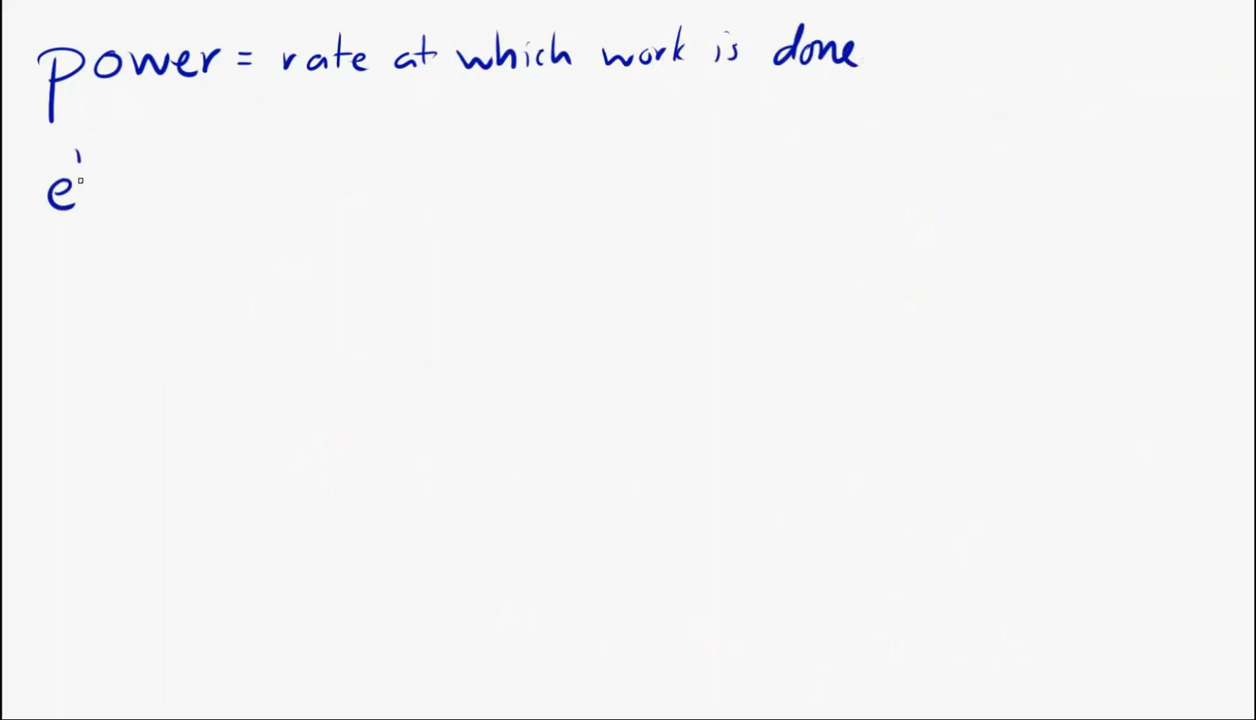 power = rate at which work is done
e